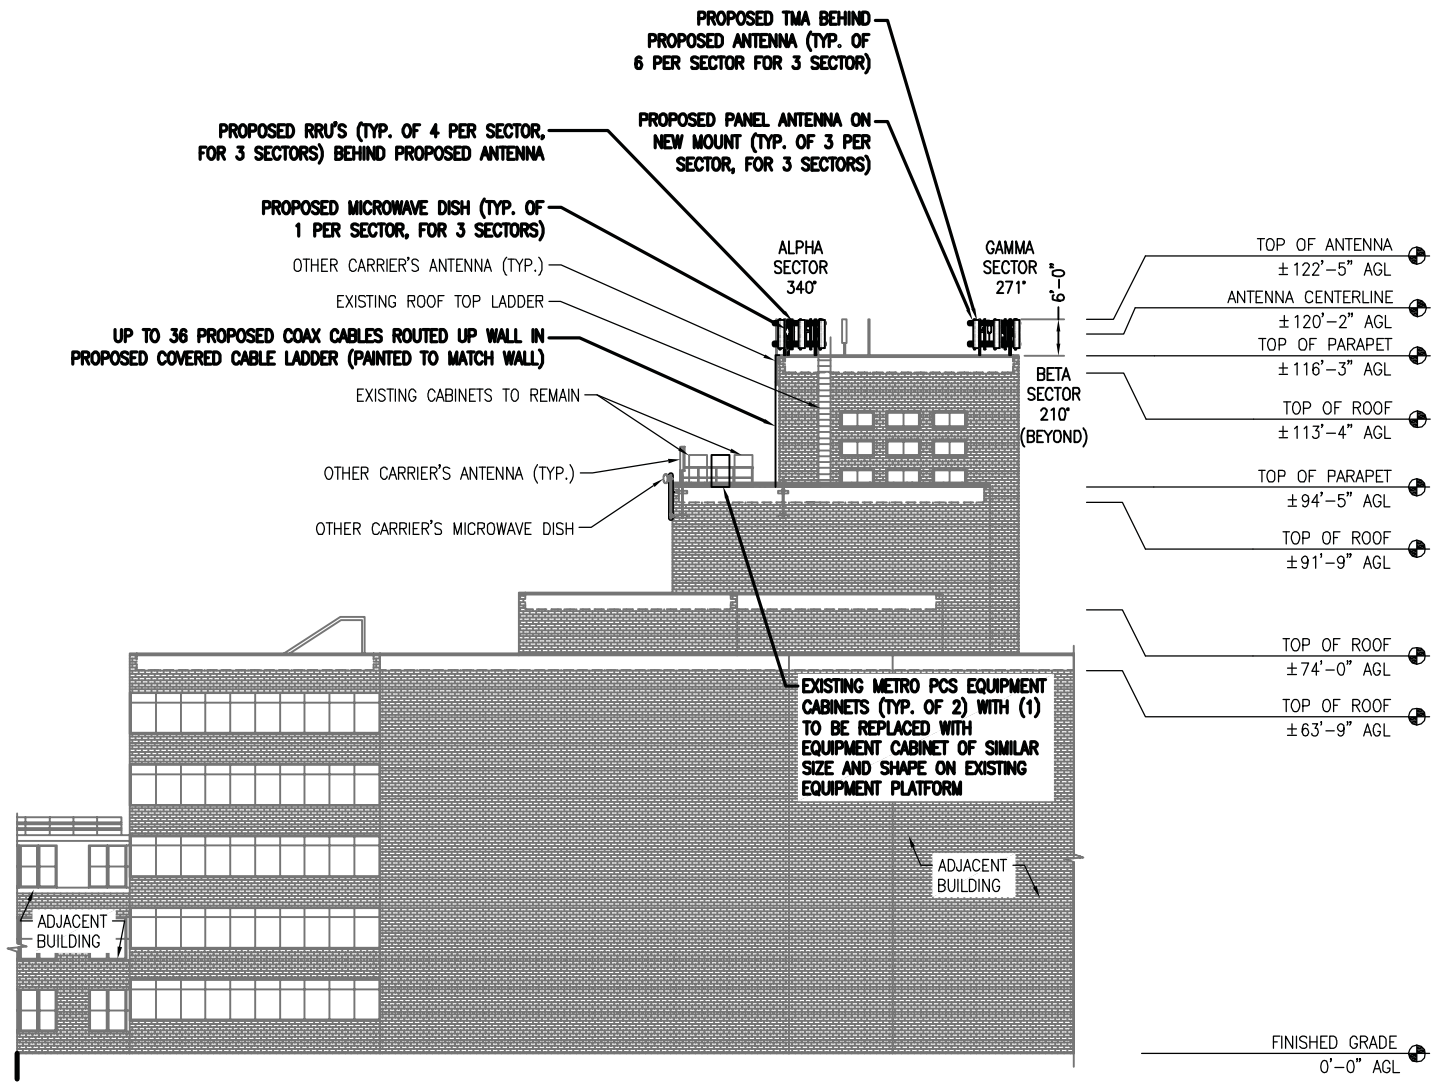 PROPOSED TMA BEHIND
PROPOSED ANTENNA (TYP. OF
6 PER SECTOR FOR 3 SECTOR)
PROPOSED RRU'S (TYP. OF 4 PER SECTOR,
FOR 3 SECTORS) BEHIND PROPOSED ANTENNA
PROPOSED PANEL ANTENNA ON
NEW MOUNT (TYP. OF 3 PER
SECTOR, FOR 3 SECTORS)
PROPOSED MICROWAVE DISH (TYP. OF
1 PER SECTOR, FOR 3 SECTORS)
OTHER CARRIER'S ANTENNA (TYP.)
EXISTING ROOF TOP LADDER
UP TO 36 PROPOSED COAX CABLES ROUTED UP WALL IN
PROPOSED COVERED CABLE LADDER (PAINTED TO MATCH WALL)
EXISTING CABINETS TO REMAIN
OTHER CARRIER'S ANTENNA (TYP.)
OTHER CARRIER'S MICROWAVE DISH
ALPHA
SECTOR
340°
GAMMA
SECTOR
271°
6'-0"
BETA
SECTOR
210°
(BEYOND)
TOP OF ANTENNA
±122'-5" AGL
ANTENNA CENTERLINE
±120'-2" AGL
TOP OF PARAPET
±116'-3" AGL
TOP OF ROOF
±113'-4" AGL
TOP OF PARAPET
±94'-5" AGL
TOP OF ROOF
±91'-9" AGL
TOP OF ROOF
±74'-0" AGL
TOP OF ROOF
±63'-9" AGL
EXISTING METRO PCS EQUIPMENT
CABINETS (TYP. OF 2) WITH (1)
TO BE REPLACED WITH
EQUIPMENT CABINET OF SIMILAR
SIZE AND SHAPE ON EXISTING
EQUIPMENT PLATFORM
ADJACENT
BUILDING
ADJACENT
BUILDING
FINISHED GRADE
0'-0" AGL